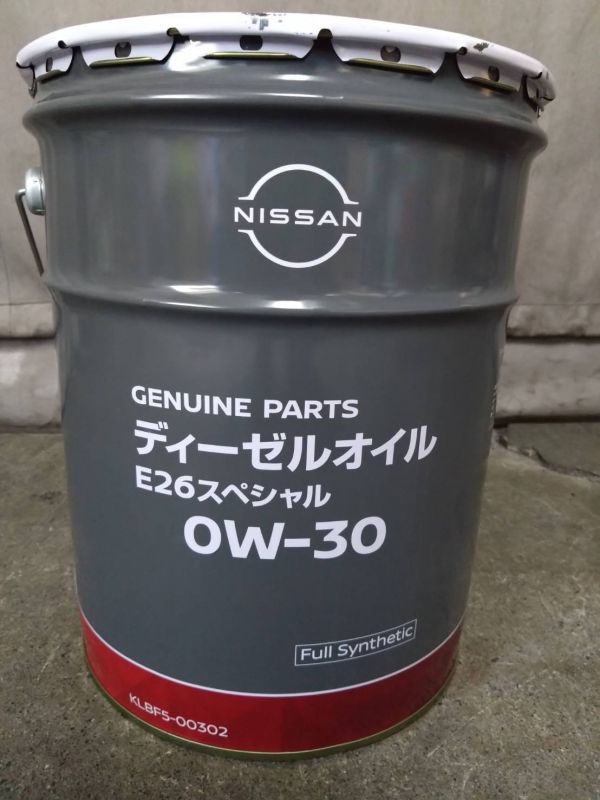 NISSAN
GENUINE PARTS
ディーゼルオイル
E26スペシャル
0W-30
Full Synthetic
KLBF5-00302